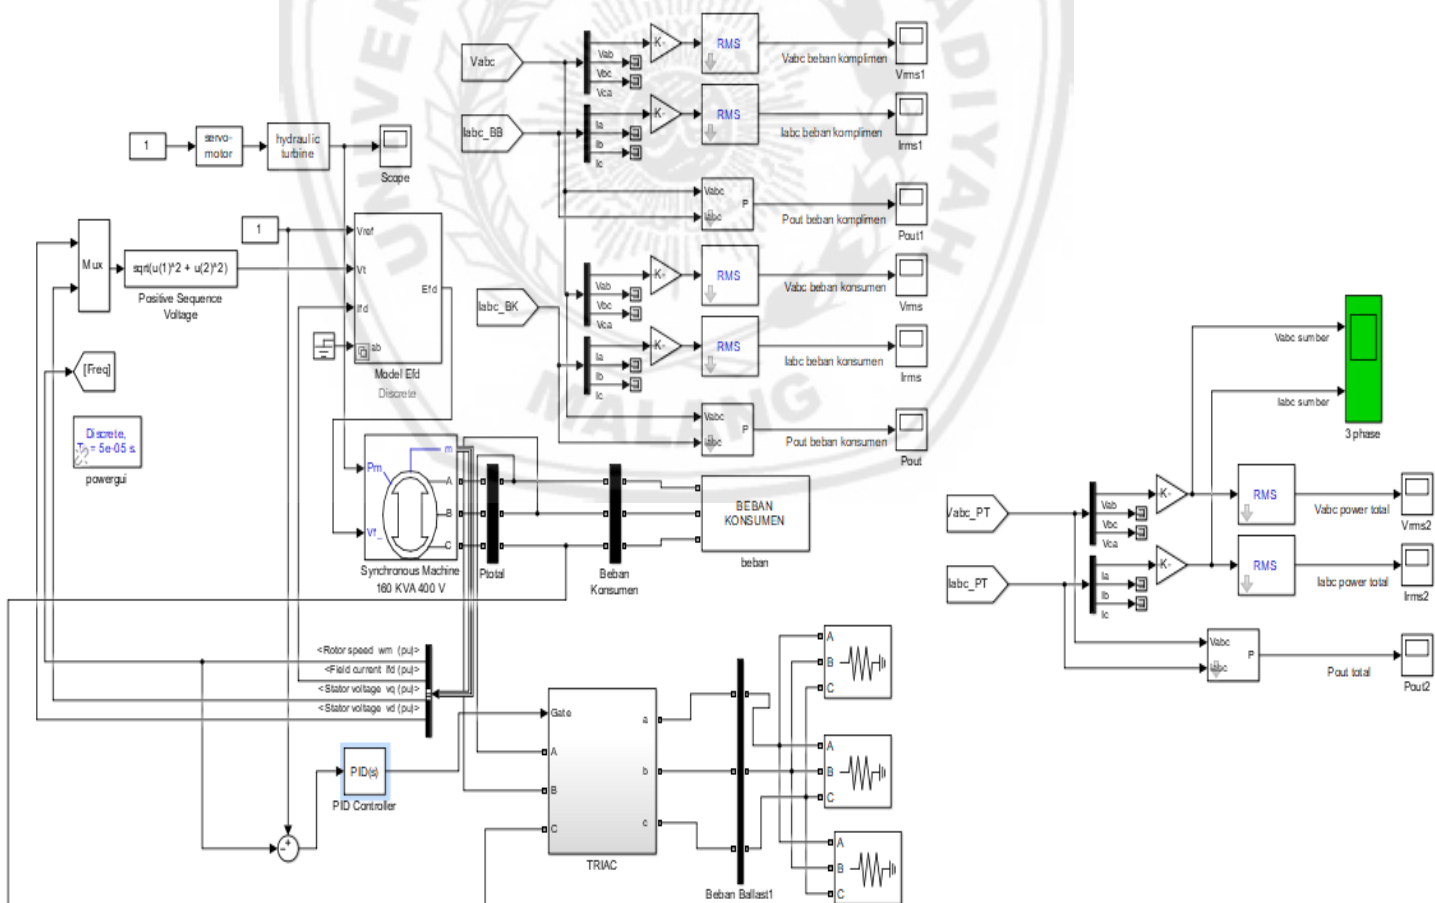 UNIVER
ADIYAH
MALANG
Vabc
Vab
Vbc
Vca
K-
RMS
Vabc beban komplimen
Vrms1
Iabc_BB
Ia
Ib
Ic
K-
RMS
Iabc beban komplimen
Irms1
Vabc
Iabc
P
Pout beban komplimen
Pout1
1
servo-
motor
hydraulic
turbine
Scope
Mux
sqrt(u(1)^2 + u(2)^2)
Positive Sequence
Voltage
1
Vref
Vt
Ifd
ab
Efd
Model Efd
Discrete
[Freq]
Discrete,
= 5e-05 s.
powergui
Iabc_BK
Vab
Vbc
Vca
K-
RMS
Vabc beban konsumen
Vrms
Ia
Ib
Ic
K-
RMS
Iabc beban konsumen
Irms
Vabc
Iabc
P
Pout beban konsumen
Pout
Vabc sumber
Iabc sumber
3 phase
Pm
Vf_
m
A
B
C
Synchronous Machine
160 KVA 400 V
Ptotal
Beban
Konsumen
BEBAN
KONSUMEN
beban
Vabc_PT
Vab
Vbc
Vca
K-
RMS
Vabc power total
Vrms2
Iabc_PT
Ia
Ib
Ic
K-
RMS
Iabc power total
Irms2
Vabc
Iabc
P
Pout total
Pout2
<Rotor speed wm (pu)>
<Field current Ifd (pu)>
<Stator voltage vq (pu)>
<Stator voltage vd (pu)>
PID(s)
PID Controller
-+
Gate
A
B
C
a
b
c
TRIAC
Beban Ballast1
A
B
C
A
B
C
A
B
C